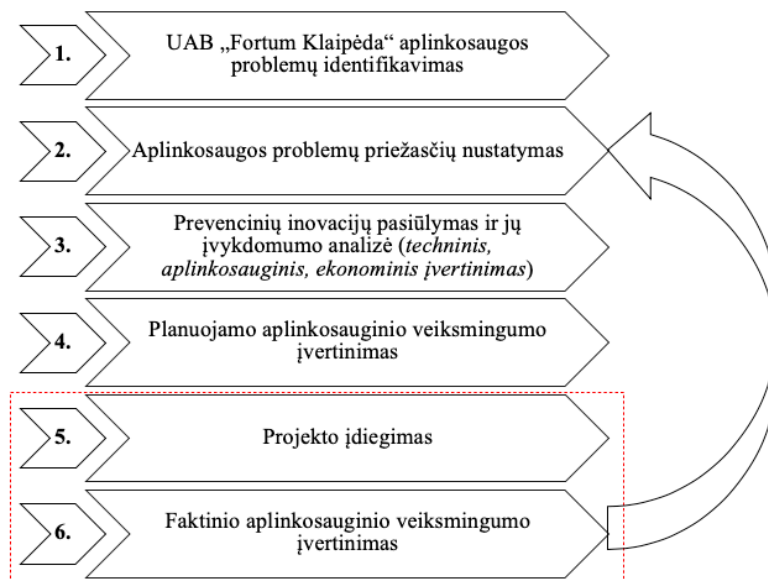 1.
UAB „Fortum Klaipėda“ aplinkosaugos
problemų identifikavimas
2.
Aplinkosaugos problemų priežasčių nustatymas
3.
Prevencinių inovacijų pasiūlymas ir jų
įvykdomumo analizė (techninis,
aplinkosauginis, ekonominis įvertinimas)
4.
Planuojamo aplinkosauginio veiksmingumo
įvertinimas
5.
Projekto įdiegimas
6.
Faktinio aplinkosauginio veiksmingumo
įvertinimas